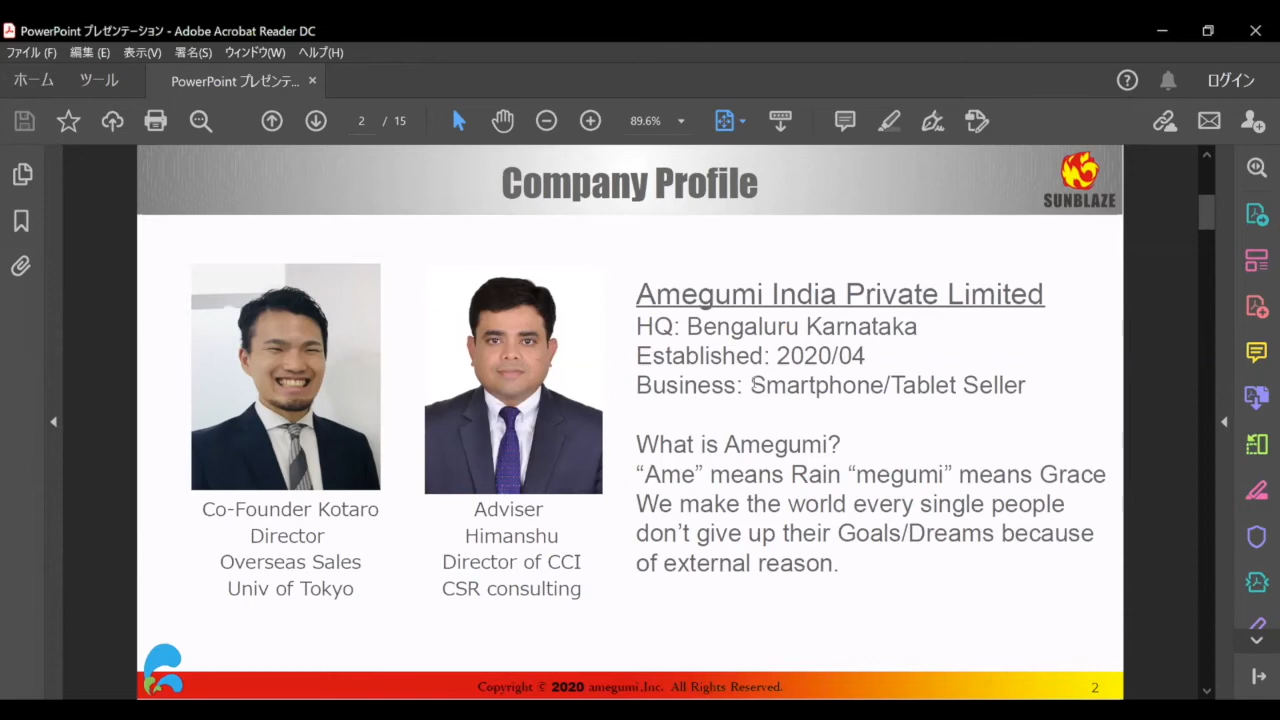 PowerPoint プレゼンテーション - Adobe Acrobat Reader DC
ファイル(F) 編集(E) 表示(V) 署名(S) ウィンドウ(W) ヘルプ(H)
ホーム ツール PowerPoint プレゼンテ... × ログイン
2 / 15 89.6%
Company Profile
SUNBLAZE
Amegumi India Private Limited
HQ: Bengaluru Karnataka
Established: 2020/04
Business: Smartphone/Tablet Seller
What is Amegumi?
“Ame” means Rain “megumi” means Grace
We make the world every single people
don’t give up their Goals/Dreams because
of external reason.
Co-Founder Kotaro
Director
Overseas Sales
Univ of Tokyo
Adviser
Himanshu
Director of CCI
CSR consulting
Copyright © 2020 amegumi,Inc. All Rights Reserved.
2